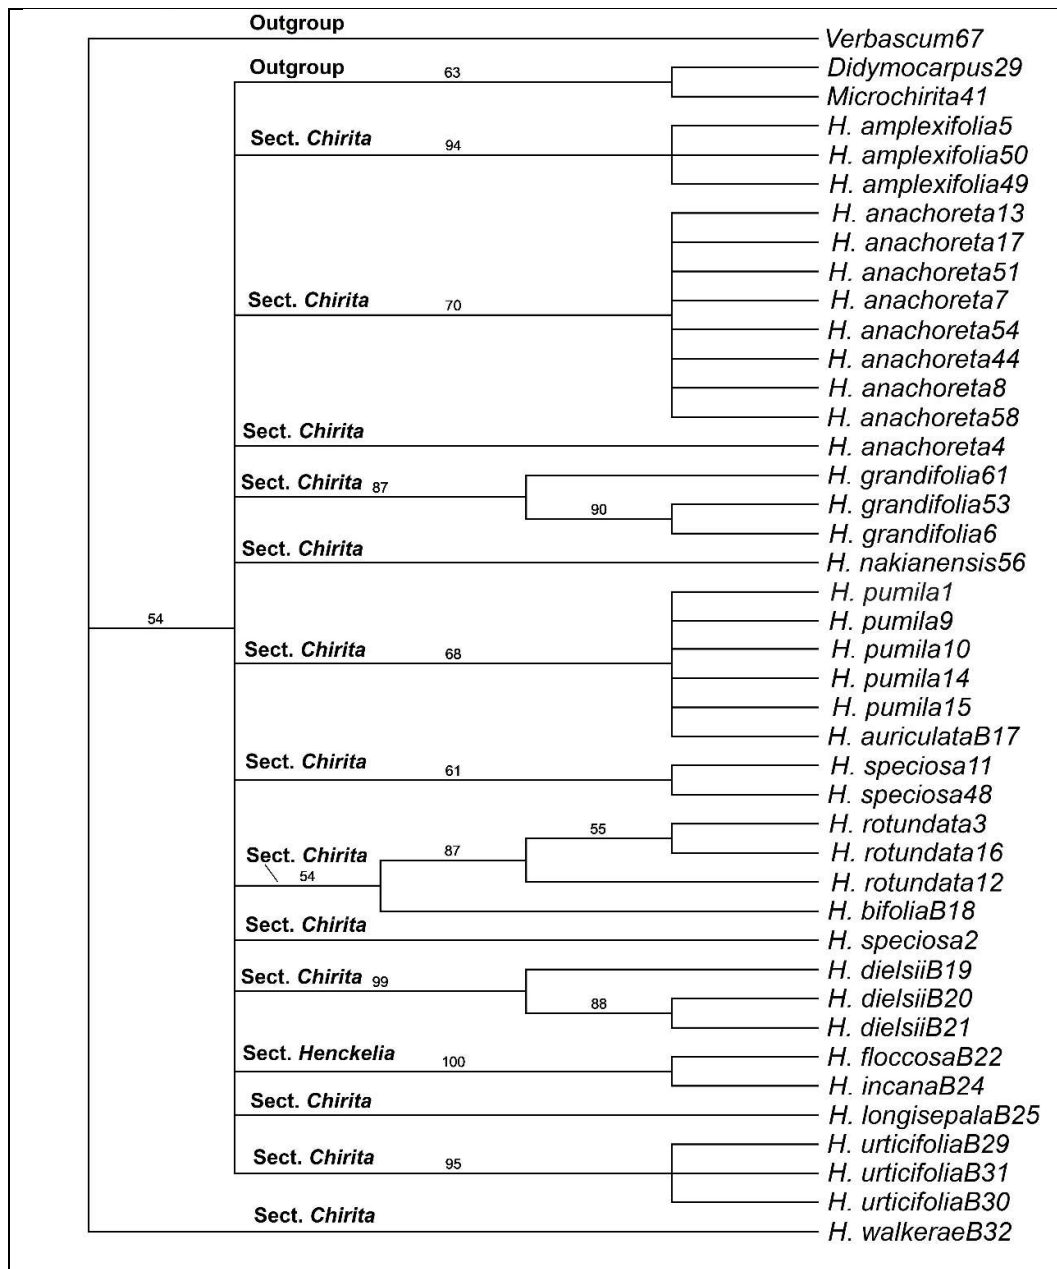 Outgroup
Verbascum67
Outgroup
63
Didymocarpus29
Microchirita41
Sect. Chirita
94
H. amplexifolia5
H. amplexifolia50
H. amplexifolia49
H. anachoreta13
H. anachoreta17
H. anachoreta51
Sect. Chirita
70
H. anachoreta7
H. anachoreta54
H. anachoreta44
H. anachoreta8
H. anachoreta58
Sect. Chirita
H. anachoreta4
Sect. Chirita 87
H. grandifolia61
90
H. grandifolia53
H. grandifolia6
Sect. Chirita
H. nakianensis56
54
H. pumila1
H. pumila9
Sect. Chirita
68
H. pumila10
H. pumila14
H. pumila15
H. auriculataB17
Sect. Chirita
61
H. speciosa11
H. speciosa48
55
H. rotundata3
Sect. Chirita
87
H. rotundata16
54
H. rotundata12
H. bifoliaB18
Sect. Chirita
H. speciosa2
Sect. Chirita 99
H. dielsiiB19
88
H. dielsiiB20
H. dielsiiB21
Sect. Henckelia
100
H. floccosaB22
H. incanaB24
Sect. Chirita
H. longisepalaB25
Sect. Chirita
95
H. urticifoliaB29
H. urticifoliaB31
H. urticifoliaB30
Sect. Chirita
H. walkeraeB32